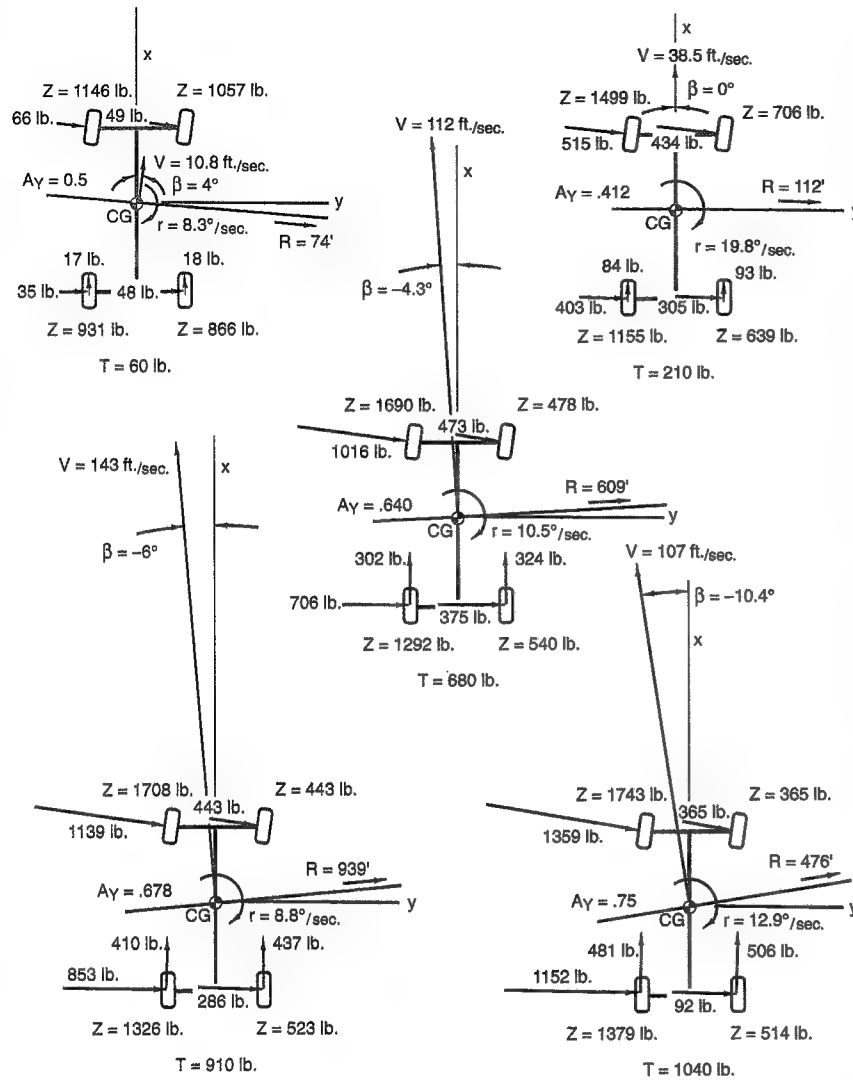 x
Z = 1146 lb.
Z = 1057 lb.
66 lb.
49 lb.
V = 10.8 ft./sec.
β = 4°
AY = 0.5
y
CG
r = 8.3°/sec.
R = 74'
17 lb.
18 lb.
35 lb.
48 lb.
Z = 931 lb.
Z = 866 lb.
T = 60 lb.
x
V = 38.5 ft./sec.
β = 0°
Z = 1499 lb.
Z = 706 lb.
515 lb.
434 lb.
AY = .412
R = 112'
y
CG
r = 19.8°/sec.
84 lb.
93 lb.
403 lb.
305 lb.
Z = 1155 lb.
Z = 639 lb.
T = 210 lb.
V = 112 ft./sec.
x
β = –4.3°
Z = 1690 lb.
Z = 478 lb.
473 lb.
1016 lb.
R = 609'
AY = .640
y
CG
r = 10.5°/sec.
302 lb.
324 lb.
706 lb.
375 lb.
Z = 1292 lb.
Z = 540 lb.
T = 680 lb.
V = 143 ft./sec.
x
β = –6°
Z = 1708 lb.
Z = 443 lb.
443 lb.
1139 lb.
R = 939'
AY = .678
y
CG
r = 8.8°/sec.
410 lb.
437 lb.
853 lb.
286 lb.
Z = 1326 lb.
Z = 523 lb.
T = 910 lb.
V = 107 ft./sec.
β = –10.4°
x
Z = 1743 lb.
Z = 365 lb.
365 lb.
1359 lb.
R = 476'
AY = .75
y
CG
r = 12.9°/sec.
481 lb.
506 lb.
1152 lb.
92 lb.
Z = 1379 lb.
Z = 514 lb.
T = 1040 lb.